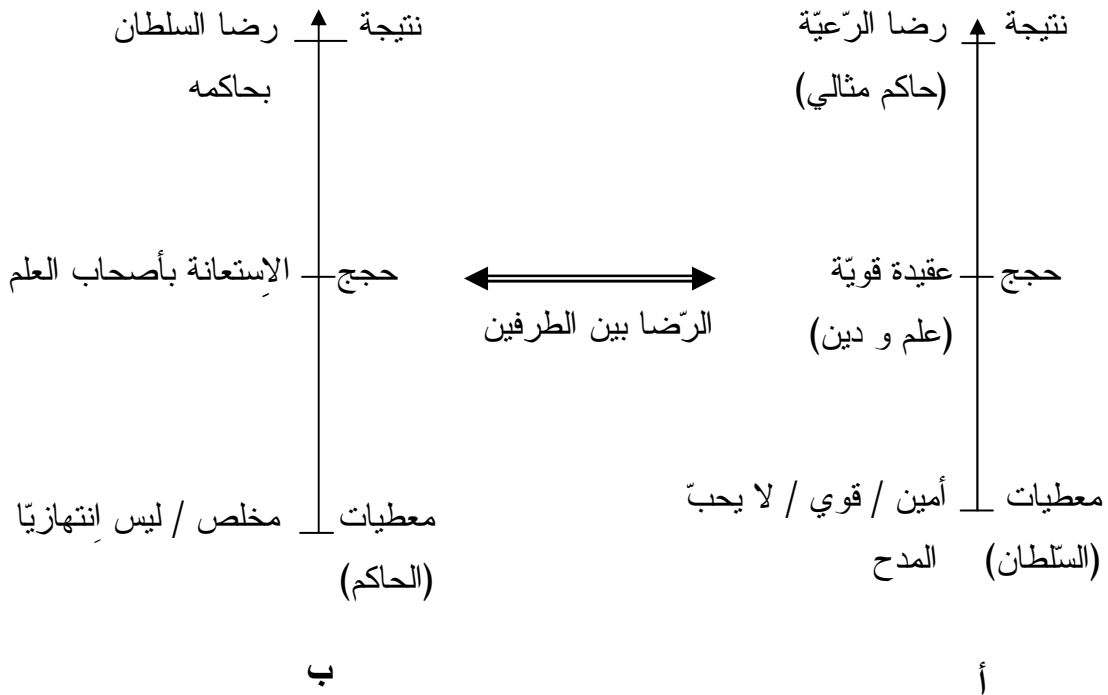 نتيجة رضا الرّعيّة
(حاكم مثالي)
حجج عقيدة قويّة
(علم و دين)
معطيات أمين / قوي / لا يحبّ
(السّلطان) المدح
أ
الرّضا بين الطرفين
نتيجة رضا السلطان
بحاكمه
حجج الاِستعانة بأصحاب العلم
معطيات مخلص / ليس اِنتهازيّا
(الحاكم)
ب